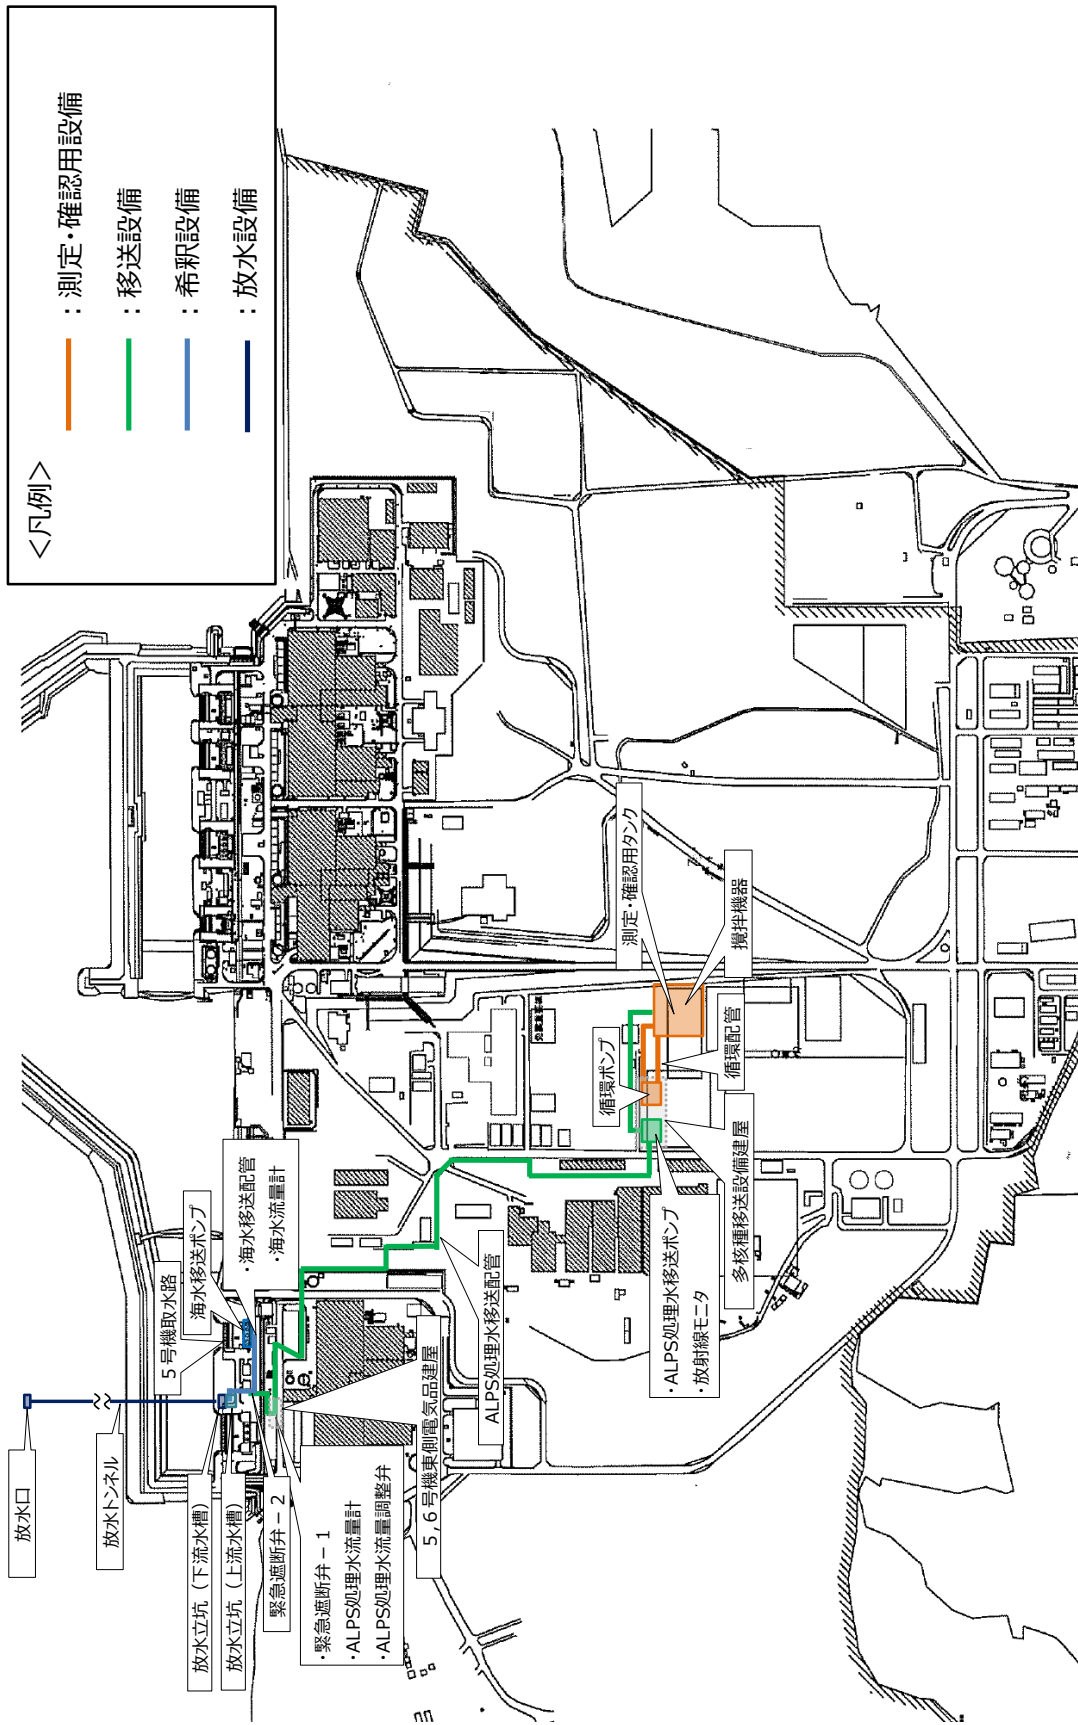 <凡例>
：測定・確認用設備
：移送設備
：希釈設備
：放水設備
放水口
放水トンネル
放水立坑（下流水槽）
放水立坑（上流水槽）
緊急遮断弁－２
・緊急遮断弁－１
・ALPS処理水流量計
・ALPS処理水流量調整弁
５,６号機東側電気品建屋
５号機取水路
海水移送ポンプ
・海水移送配管
・海水流量計
ALPS処理水移送配管
・ALPS処理水移送ポンプ
・放射線モニタ
多核種移送設備建屋
循環ポンプ
循環配管
測定・確認用タンク
攪拌機器